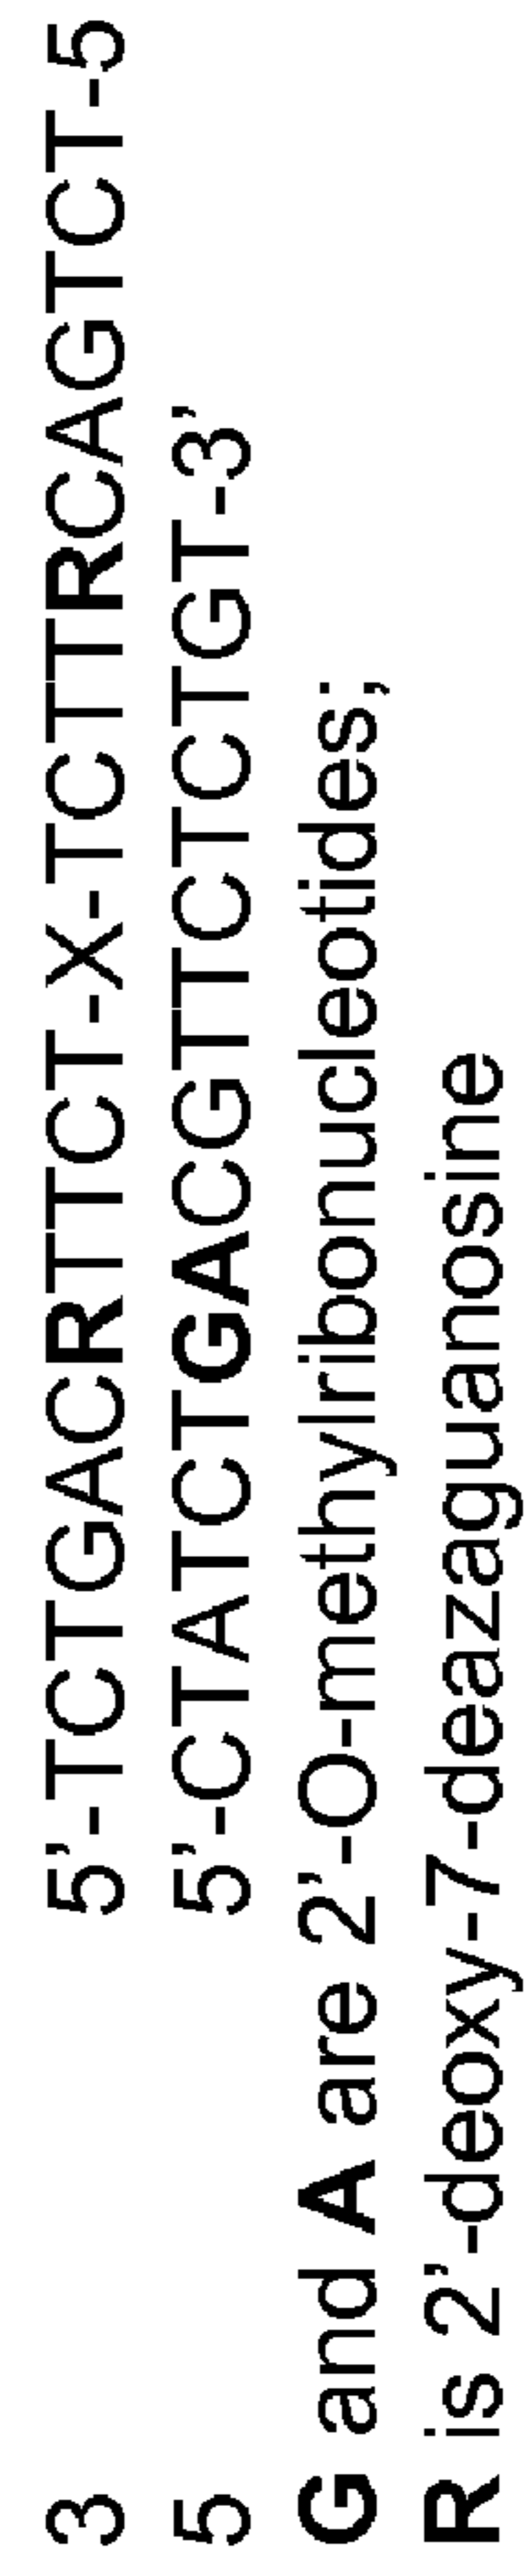 3 5’-TCTGACRTTCT-X-TCTTRCAGTCT-5
5 5’-CTATCTGACGTTCTCTGT-3’
G and A are 2’-O-methylribonucleotides;
R is 2’-deoxy-7-deazaguanosine